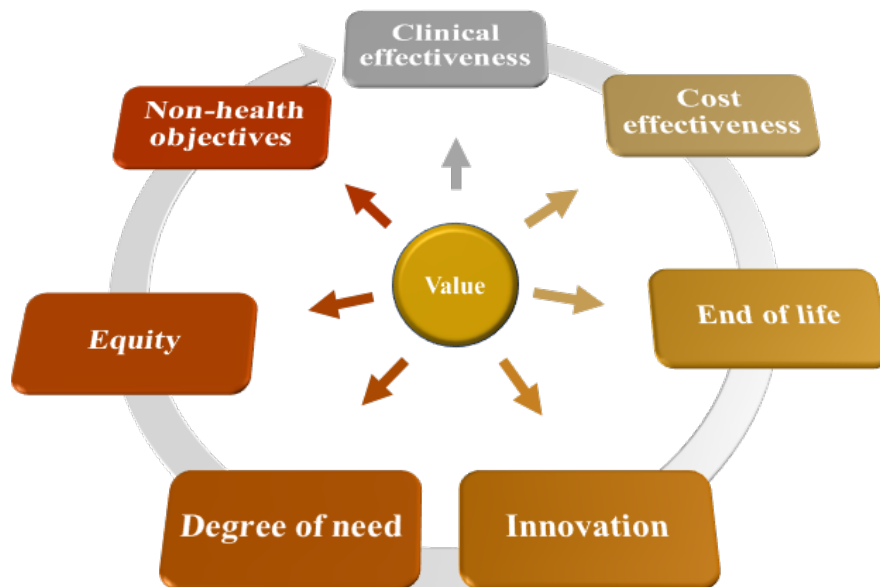 Clinical
effectiveness
Cost
effectiveness
End of life
Innovation
Degree of need
Equity
Non-health
objectives
Value